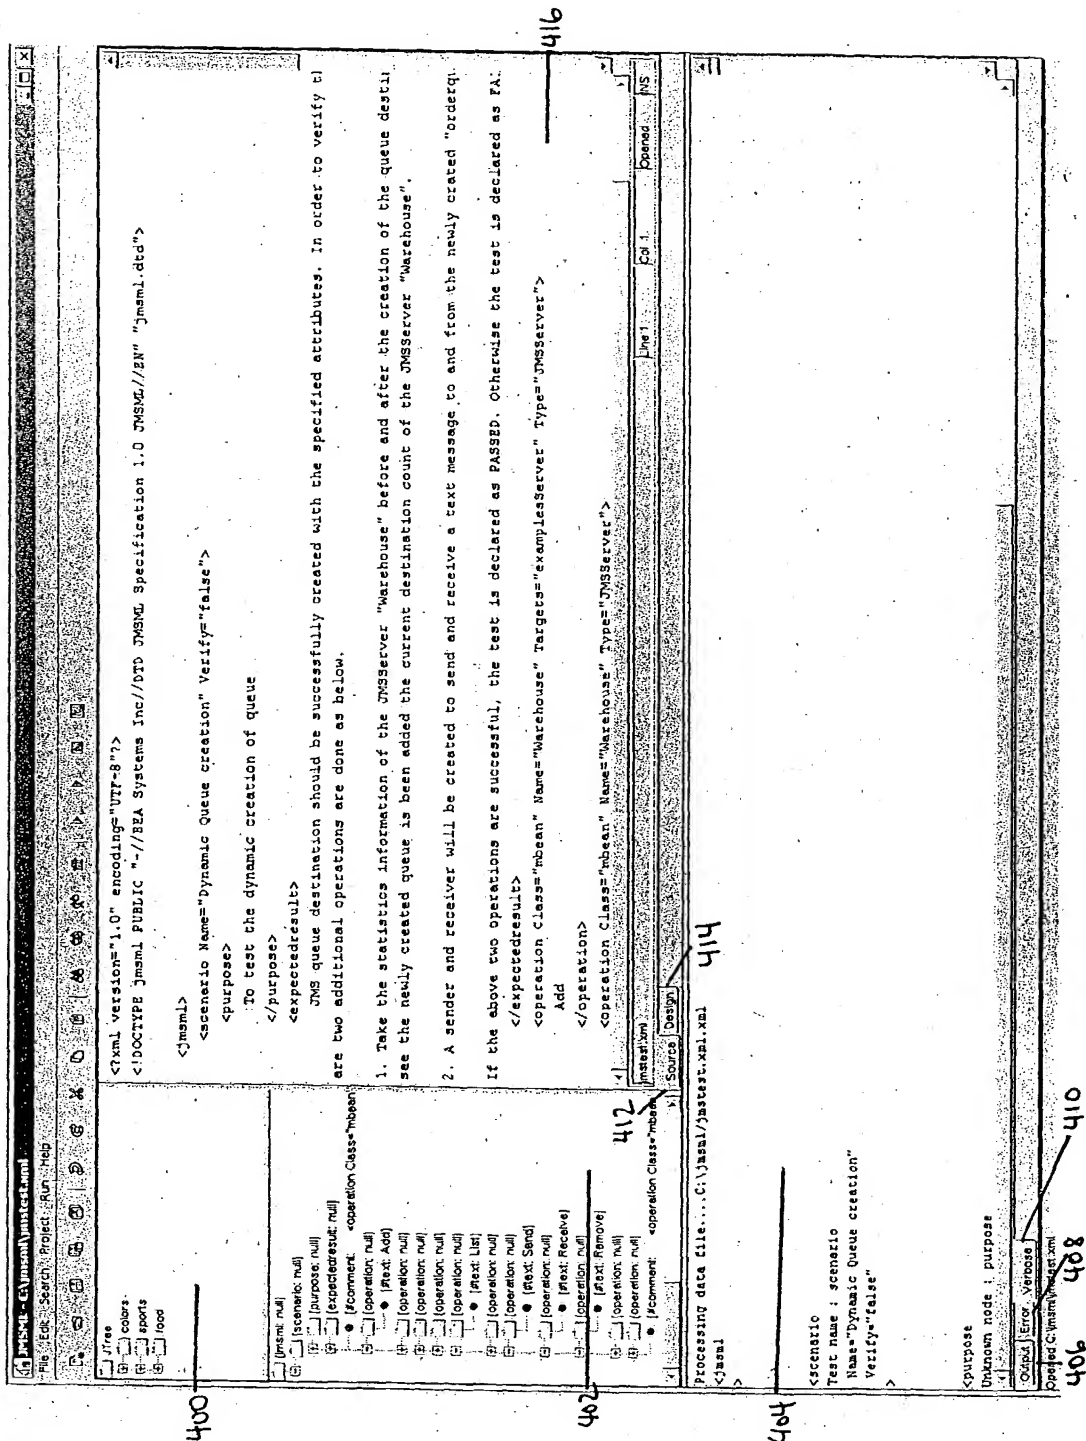 JMSML - C:\jmsml\jmstest.xml
File Edit Search Project Run Help
JTree
colors
sports
food
400
[jmsml: null]
[scenario: null]
[purpose: null]
[expectedresult: null]
[#comment: <operation Class="mbean"
[operation: null]
[#text: Add]
[operation: null]
[operation: null]
[operation: null]
[operation: null]
[#text: List]
[operation: null]
[#text: Send]
[operation: null]
[#text: Receive]
[operation: null]
[#text: Remove]
[operation: null]
[operation: null]
[#comment: <operation Class="mbean"
402
<?xml version="1.0" encoding="UTF-8"?>
<!DOCTYPE jmsml PUBLIC "-//BEA Systems Inc//DTD JMSML Specification 1.0 JMSML//EN" "jmsml.dtd">
<jmsml>
<scenario Name="Dynamic Queue creation" Verify="false">
<purpose>
To test the dynamic creation of queue
</purpose>
<expectedresult>
JMS queue destination should be successfully created with the specified attributes. In order to verify t
are two additional operations are done as below.
1. Take the statistics information of the JMSServer "Warehouse" before and after the creation of the queue desti
see the newly created queue is been added the current destination count of the JMSServer "Warehouse".
2. A sender and receiver will be created to send and receive a text message to and from the newly crated "orderq
If the above two operations are successful, the test is declared as PASSED. Otherwise the test is declared as FA
</expectedresult>
<operation Class="mbean" Name="Warehouse" Targets="examplesServer" Type="JMSServer">
Add
</operation>
<operation Class="mbean" Name="Warehouse" Type="JMSServer">
416
jmstest.xml Line 1 Col 1 Opened INS
412
Source Design
414
Processing data file....C:\jmsml/jmstest.xml.xml
<jmsml
>
<scenario
Test name : scenario
Name="Dynamic Queue creation"
Verify="false"
>
<purpose
Unknown node : purpose
404
Output Error Verbose
Opened C:\jmsml\jmstest.xml
406
408
410